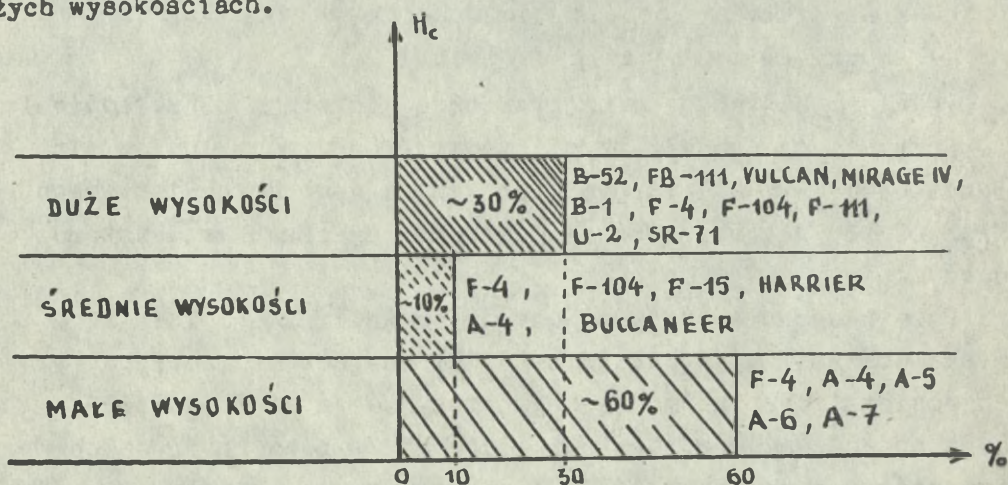 żych wysokościach.
Hc
DUŻE WYSOKOŚCI
~30%
B-52, FB-111, VULCAN, MIRAGE IV,
B-1, F-4, F-104, F-111,
U-2, SR-71
ŚREDNIE WYSOKOŚCI
~10%
F-4, F-104, F-15, HARRIER
A-4, BUCCANEER
MAŁE WYSOKOŚCI
~60%
F-4, A-4, A-5
A-6, A-7
0 10 30 60 %